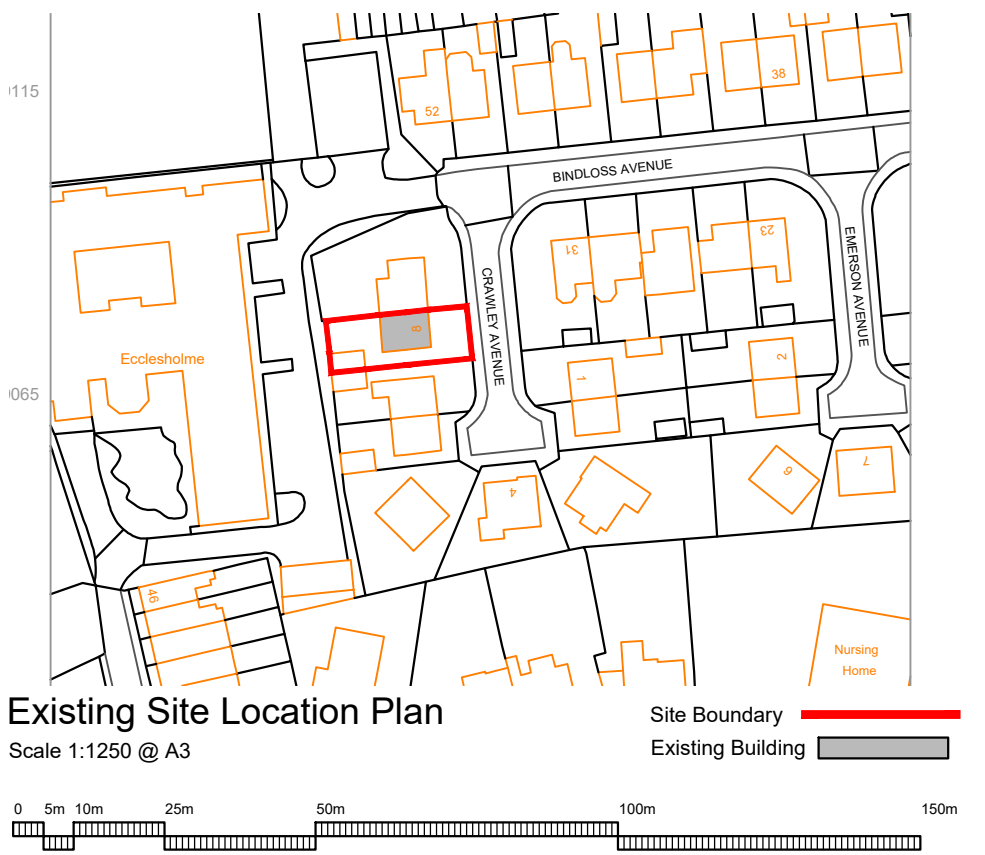 0115
38
52
BINDLOSS AVENUE
31
23
CRAWLEY AVENUE
EMERSON AVENUE
8
Ecclesholme
1
2
0065
6
7
4
46
Nursing
Home
Existing Site Location Plan
Scale 1:1250 @ A3
Site Boundary
Existing Building
0 5m 10m 25m 50m 100m 150m